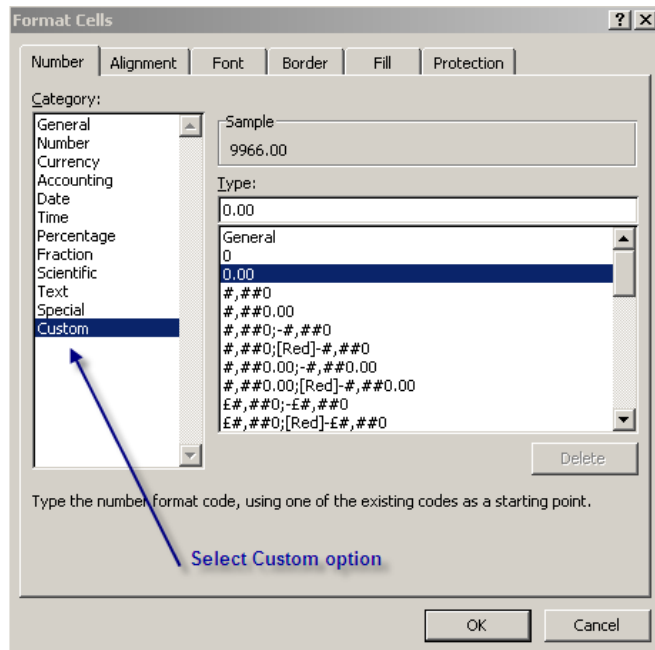 Format Cells
? X
Number Alignment Font Border Fill Protection
Category:
General
Number
Currency
Accounting
Date
Time
Percentage
Fraction
Scientific
Text
Special
Custom
Sample
9966.00
Type:
0.00
General
0
0.00
#,##0
#,##0.00
#,##0;-#,##0
#,##0;[Red]-#,##0
#,##0.00;-#,##0.00
#,##0.00;[Red]-#,##0.00
£#,##0;-£#,##0
£#,##0;[Red]-£#,##0
Delete
Type the number format code, using one of the existing codes as a starting point.
Select Custom option
OK Cancel